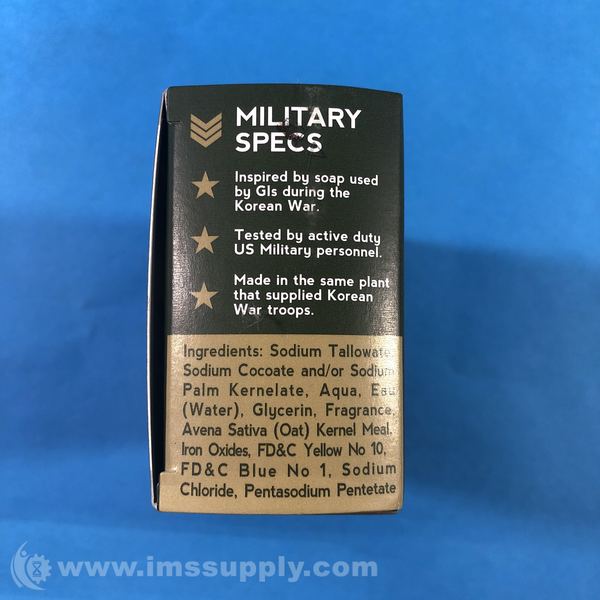 MILITARY
SPECS
Inspired by soap used
by GIs during the
Korean War.
Tested by active duty
US Military personnel.
Made in the same plant
that supplied Korean
War troops.
Ingredients: Sodium Tallowate,
Sodium Cocoate and/or Sodium
Palm Kernelate, Aqua, Eau
(Water), Glycerin, Fragrance,
Avena Sativa (Oat) Kernel Meal.
Iron Oxides, FD&C Yellow No 10,
FD&C Blue No 1, Sodium
Chloride, Pentasodium Pentetate
www.imssupply.com